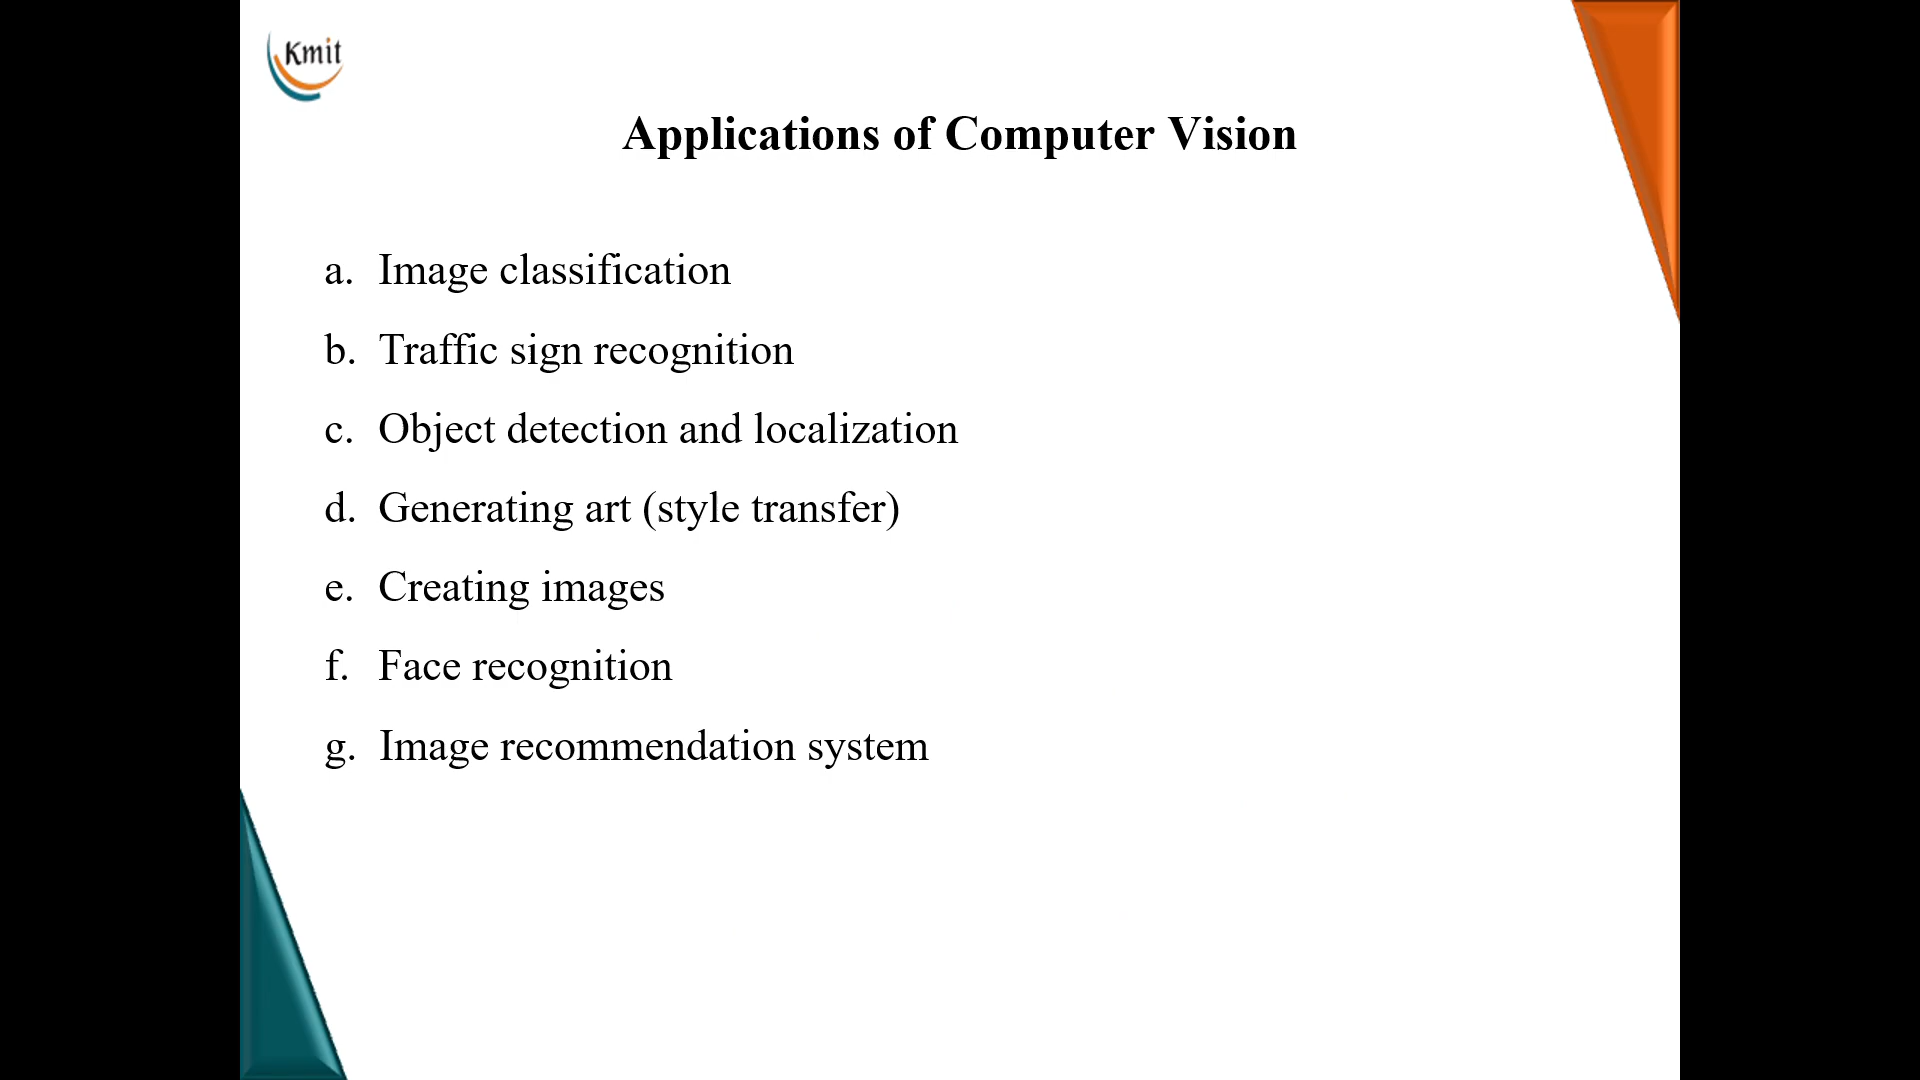 Kmit
Applications of Computer Vision
a. Image classification
b. Traffic sign recognition
c. Object detection and localization
d. Generating art (style transfer)
e. Creating images
f. Face recognition
g. Image recommendation system